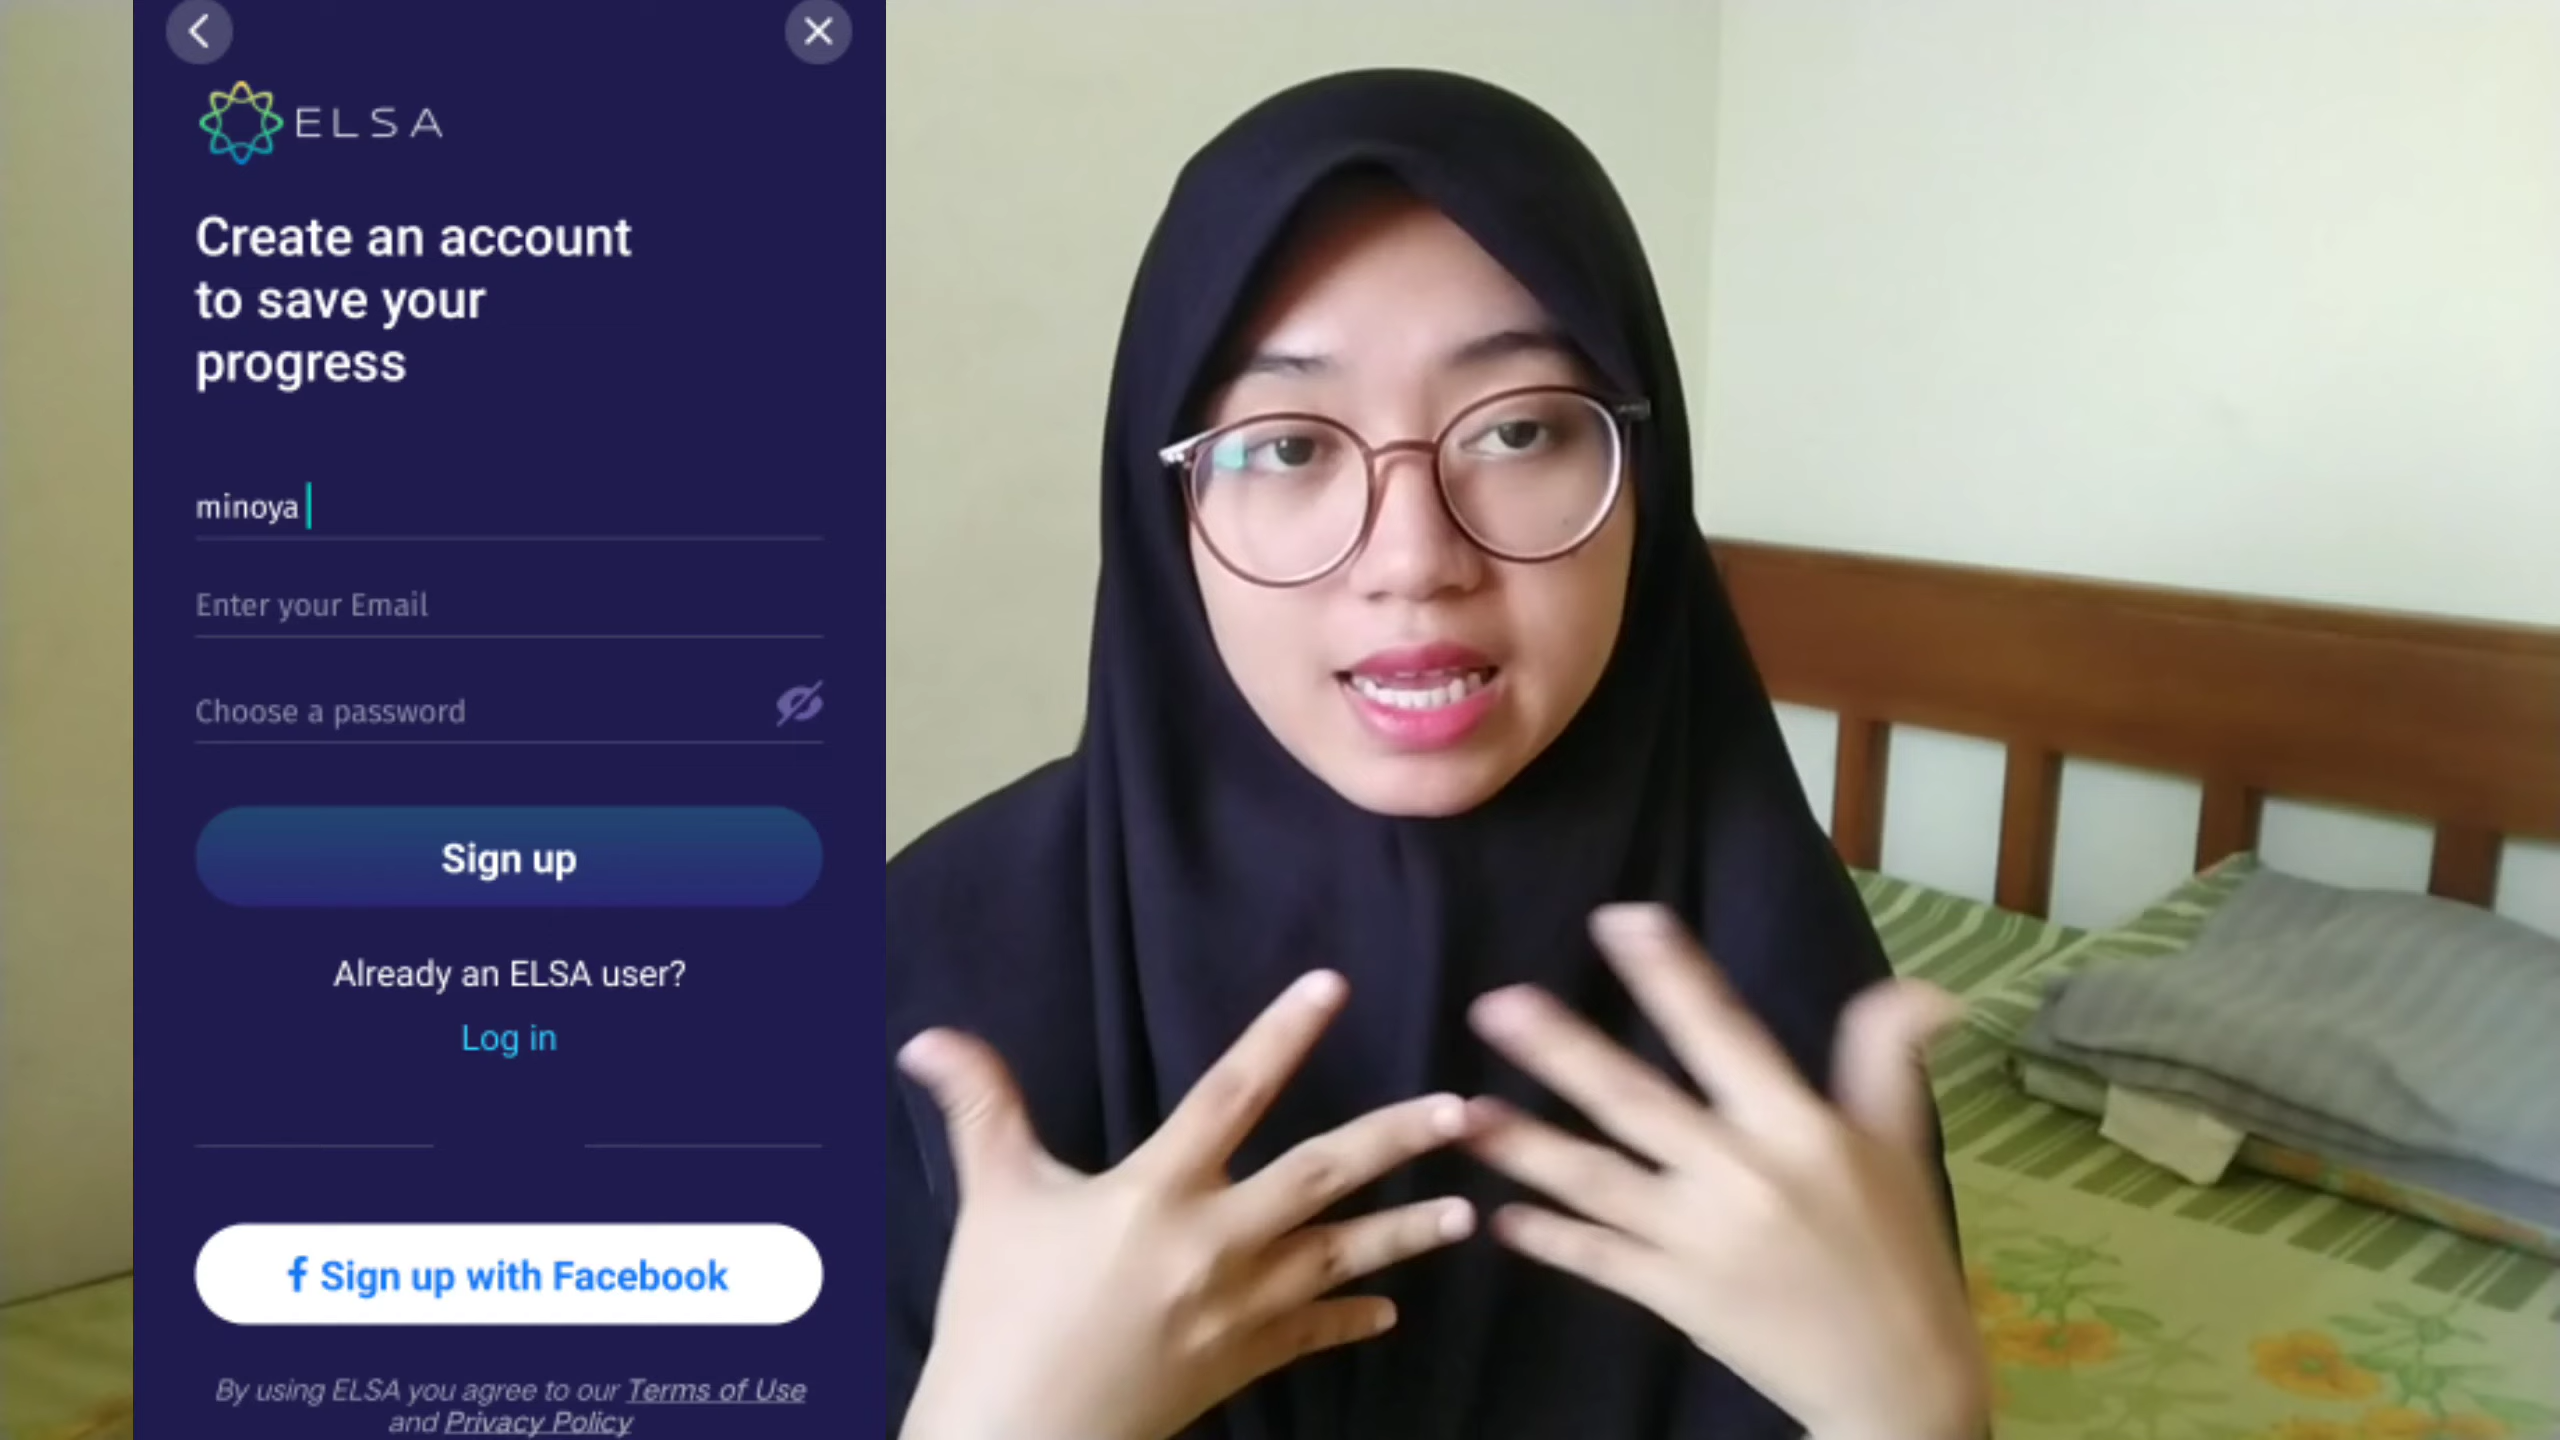 ELSA
Create an account
to save your
progress
minoya
Enter your Email
Choose a password
Sign up
Already an ELSA user?
Log in
f Sign up with Facebook
By using ELSA you agree to our Terms of Use
and Privacy Policy